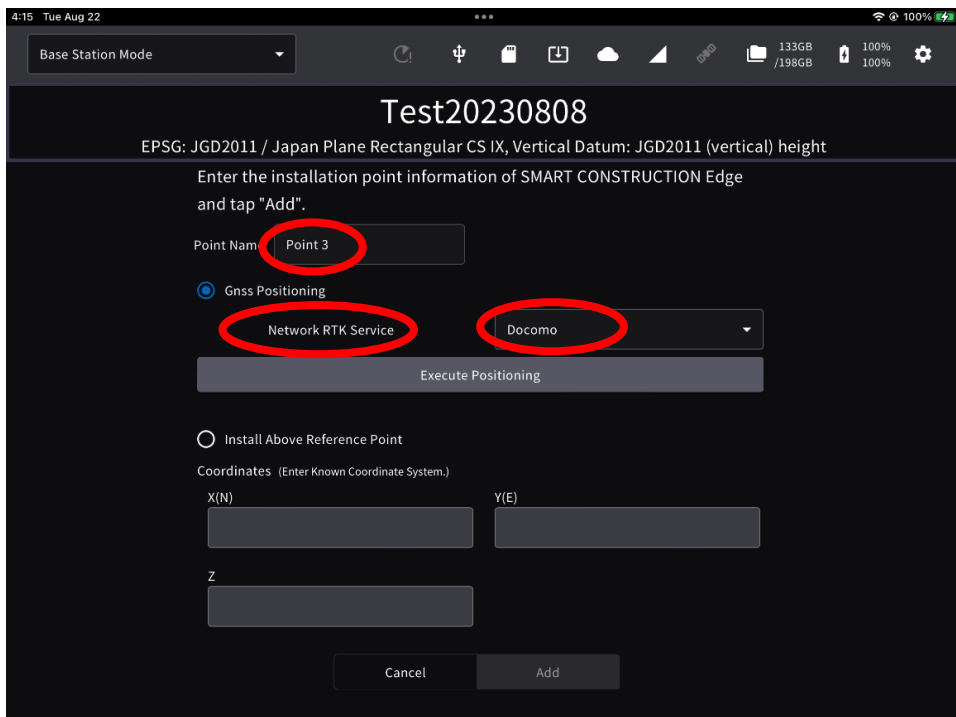 4:15 Tue Aug 22
100%
Base Station Mode
133GB
/198GB
100%
100%
Test20230808
EPSG: JGD2011 / Japan Plane Rectangular CS IX, Vertical Datum: JGD2011 (vertical) height
Enter the installation point information of SMART CONSTRUCTION Edge
and tap "Add".
Point Name
Point 3
Gnss Positioning
Network RTK Service
Docomo
Execute Positioning
Install Above Reference Point
Coordinates (Enter Known Coordinate System.)
X(N)
Y(E)
Z
Cancel
Add